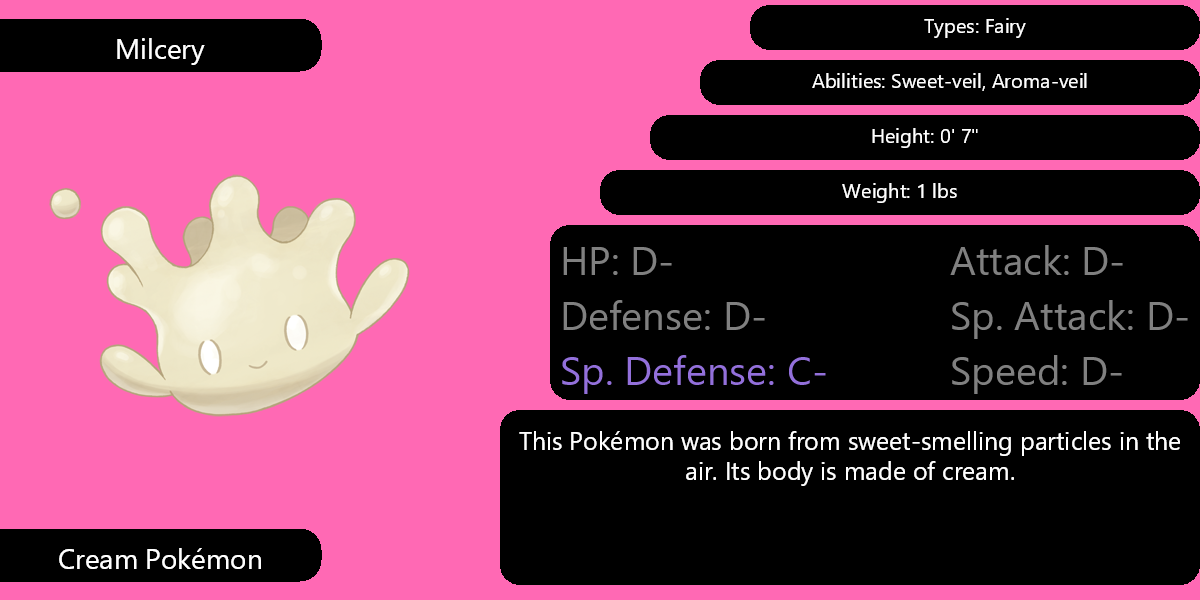 Milcery
Types: Fairy
Abilities: Sweet-veil, Aroma-veil
Height: 0' 7"
Weight: 1 lbs
HP: D-
Attack: D-
Defense: D-
Sp. Attack: D-
Sp. Defense: C-
Speed: D-
This Pokémon was born from sweet-smelling particles in the
air. Its body is made of cream.
Cream Pokémon